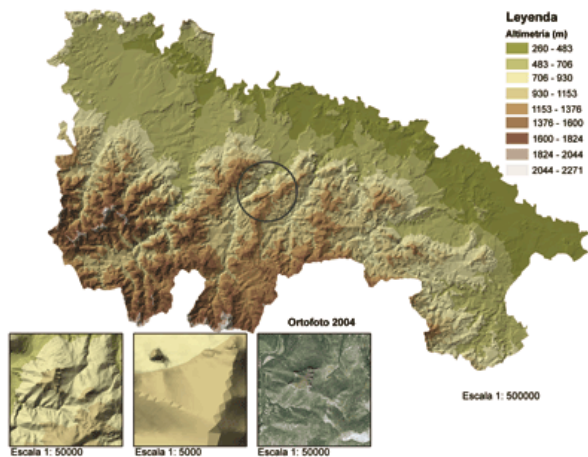 Leyenda
Altimetria (m)
260 - 483
483 - 706
706 - 930
930 - 1153
1153 - 1376
1376 - 1600
1600 - 1824
1824 - 2044
2044 - 2271
Ortofoto 2004
Escala 1: 500000
Escala 1: 50000
Escala 1: 5000
Escala 1: 50000